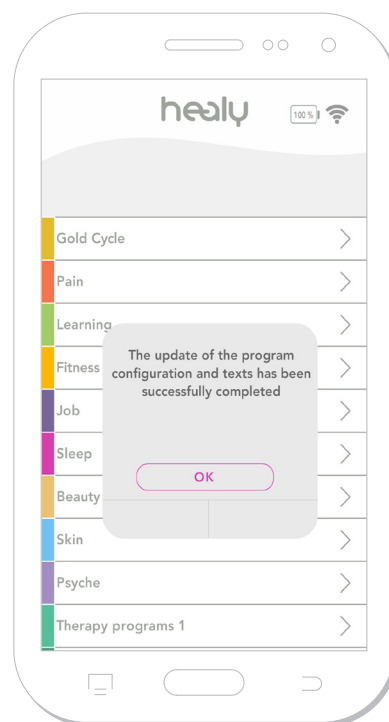 healy
100 %
Gold Cycle
Pain
Learning
Fitness
Job
Sleep
Beauty
Skin
Psyche
Therapy programs 1
The update of the program
configuration and texts has been
successfully completed
OK